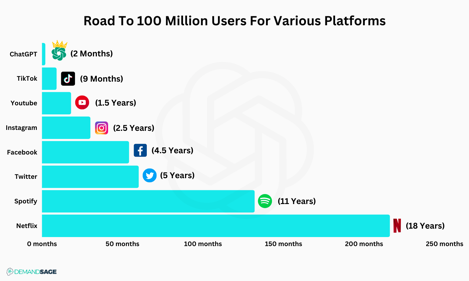 Road To 100 Million Users For Various Platforms
ChatGPT (2 Months)
TikTok (9 Months)
Youtube (1.5 Years)
Instagram (2.5 Years)
Facebook (4.5 Years)
Twitter (5 Years)
Spotify (11 Years)
Netflix (18 Years)
0 months 50 months 100 months 150 months 200 months 250 months
DEMANDSAGE